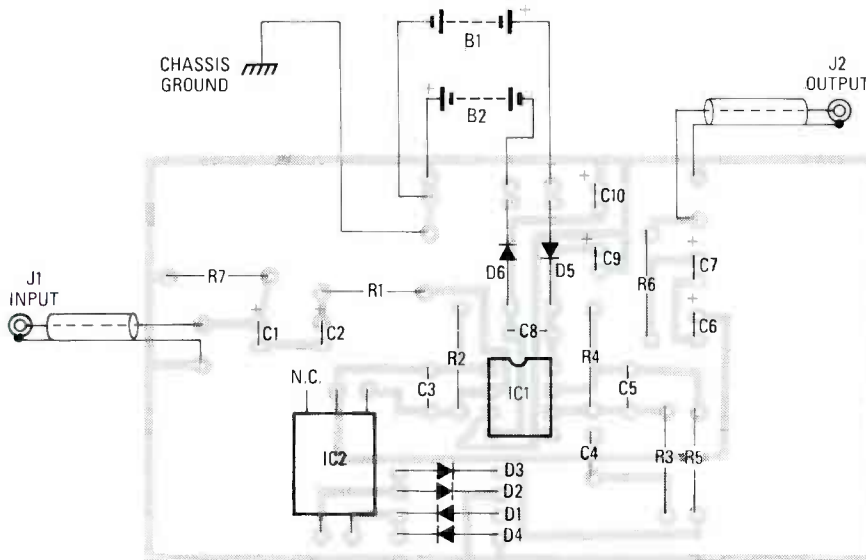 B1
CHASSIS
GROUND
J2
OUTPUT
B2
C10
R7
R1
D6
D5
C9
R6
C7
J1
INPUT
C1
C2
R2
C8
R4
C6
N.C.
C3
IC1
C5
IC2
C4
R3
R5
D3
D2
D1
D4